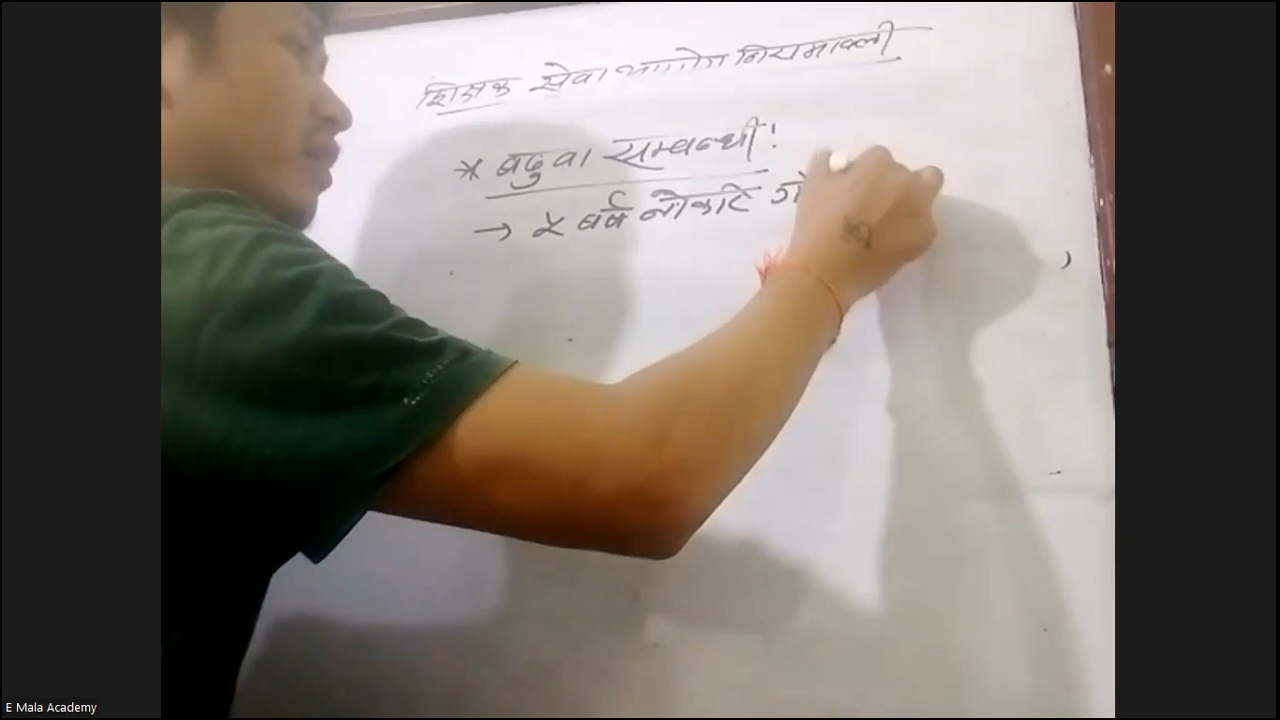 शिक्षक सेवा आयोग नियमावली
* बढुवा सम्बन्धी!
→ ५ वर्ष नोकरि
E Mala Academy